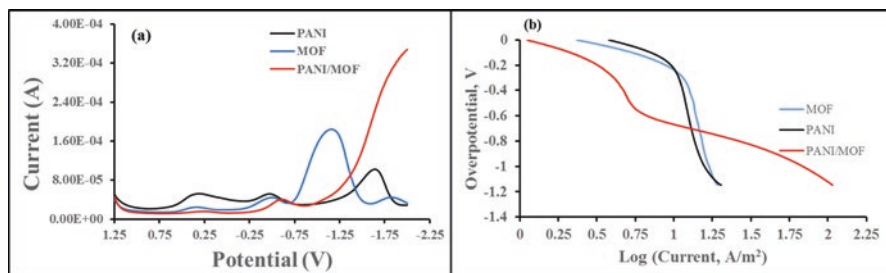 (a)
PANI
MOF
PANI/MOF
4.00E-04
3.20E-04
2.40E-04
1.60E-04
8.00E-05
0.00E+00
Current (A)
1.25 0.75 0.25 -0.25 -0.75 -1.25 -1.75 -2.25
Potential (V)
(b)
0
-0.2
-0.4
-0.6
-0.8
-1
-1.2
-1.4
Overpotential, V
MOF
PANI
PANI/MOF
0 0.25 0.5 0.75 1 1.25 1.5 1.75 2 2.25
Log (Current, A/m²)